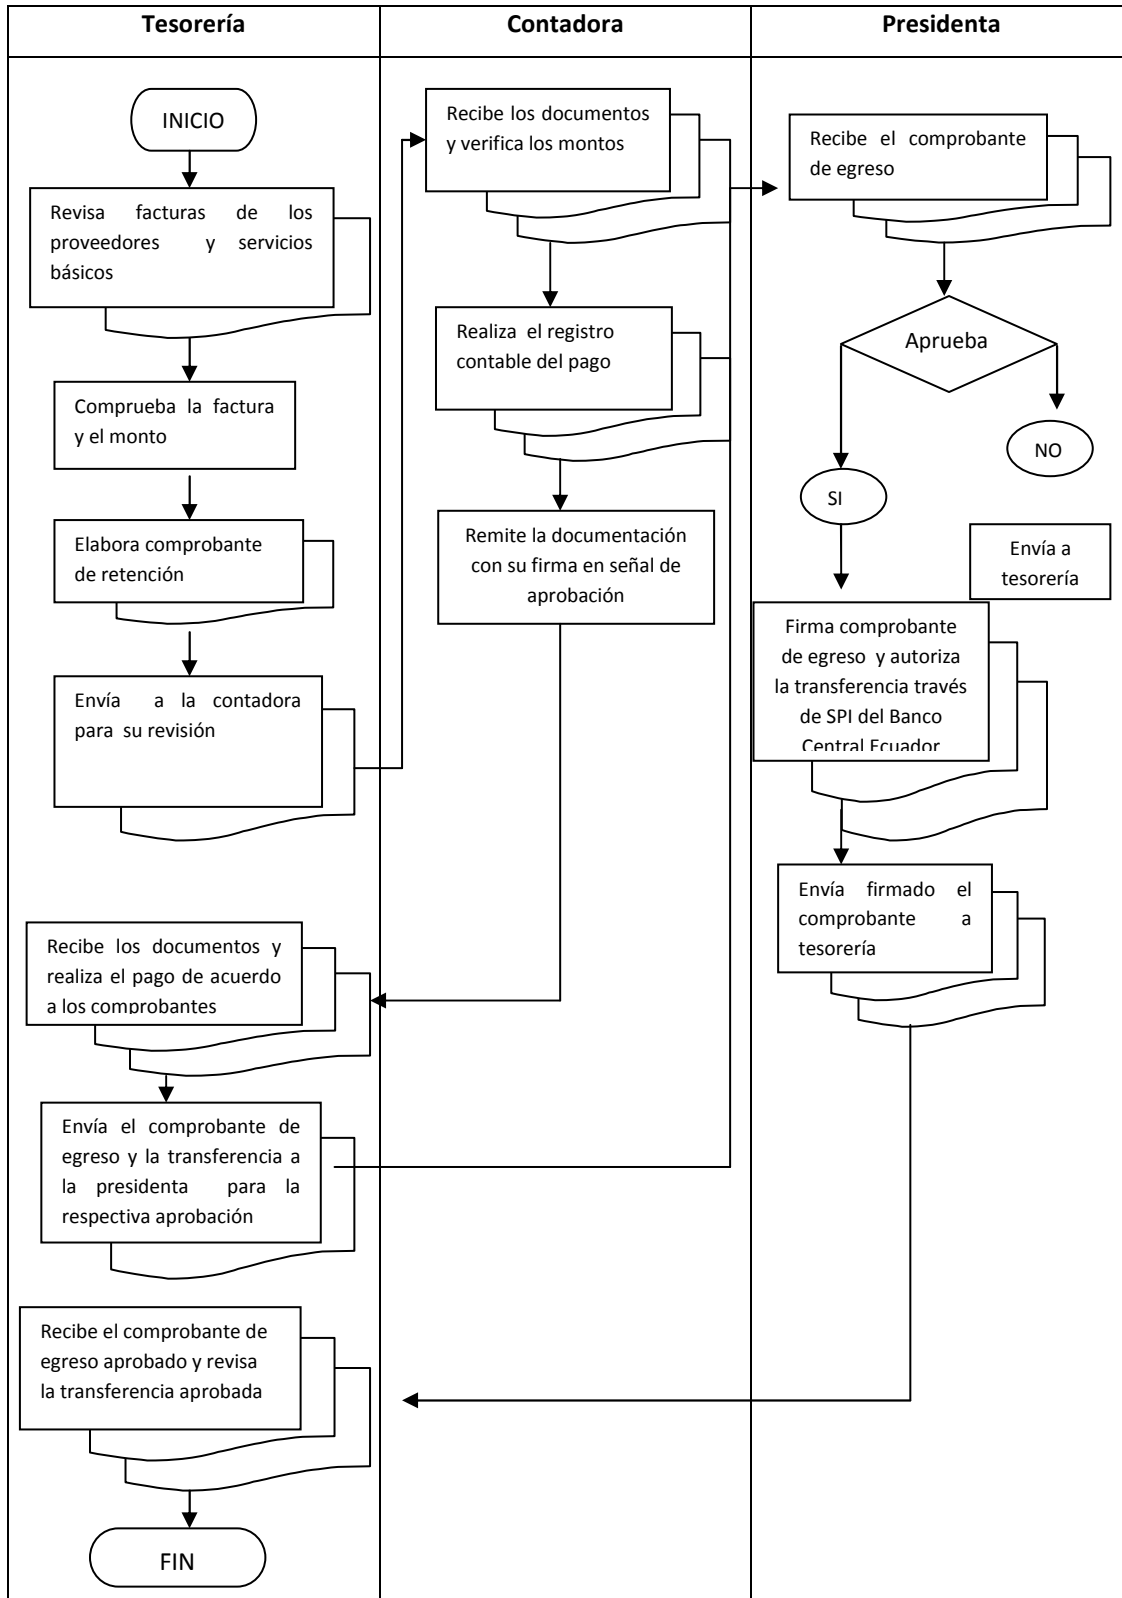 Tesorería
Contadora
Presidenta
INICIO
Revisa facturas de los
proveedores y servicios
básicos
Comprueba la factura
y el monto
Elabora comprobante
de retención
Envía a la contadora
para su revisión
Recibe los documentos y
realiza el pago de acuerdo
a los comprobantes
Envía el comprobante de
egreso y la transferencia a
la presidenta para la
respectiva aprobación
Recibe el comprobante de
egreso aprobado y revisa
la transferencia aprobada
FIN
Recibe los documentos
y verifica los montos
Realiza el registro
contable del pago
Remite la documentación
con su firma en señal de
aprobación
Recibe el comprobante
de egreso
Aprueba
NO
SI
Envía a
tesorería
Firma comprobante
de egreso y autoriza
la transferencia través
de SPI del Banco
Central Ecuador
Envía firmado el
comprobante a
tesorería